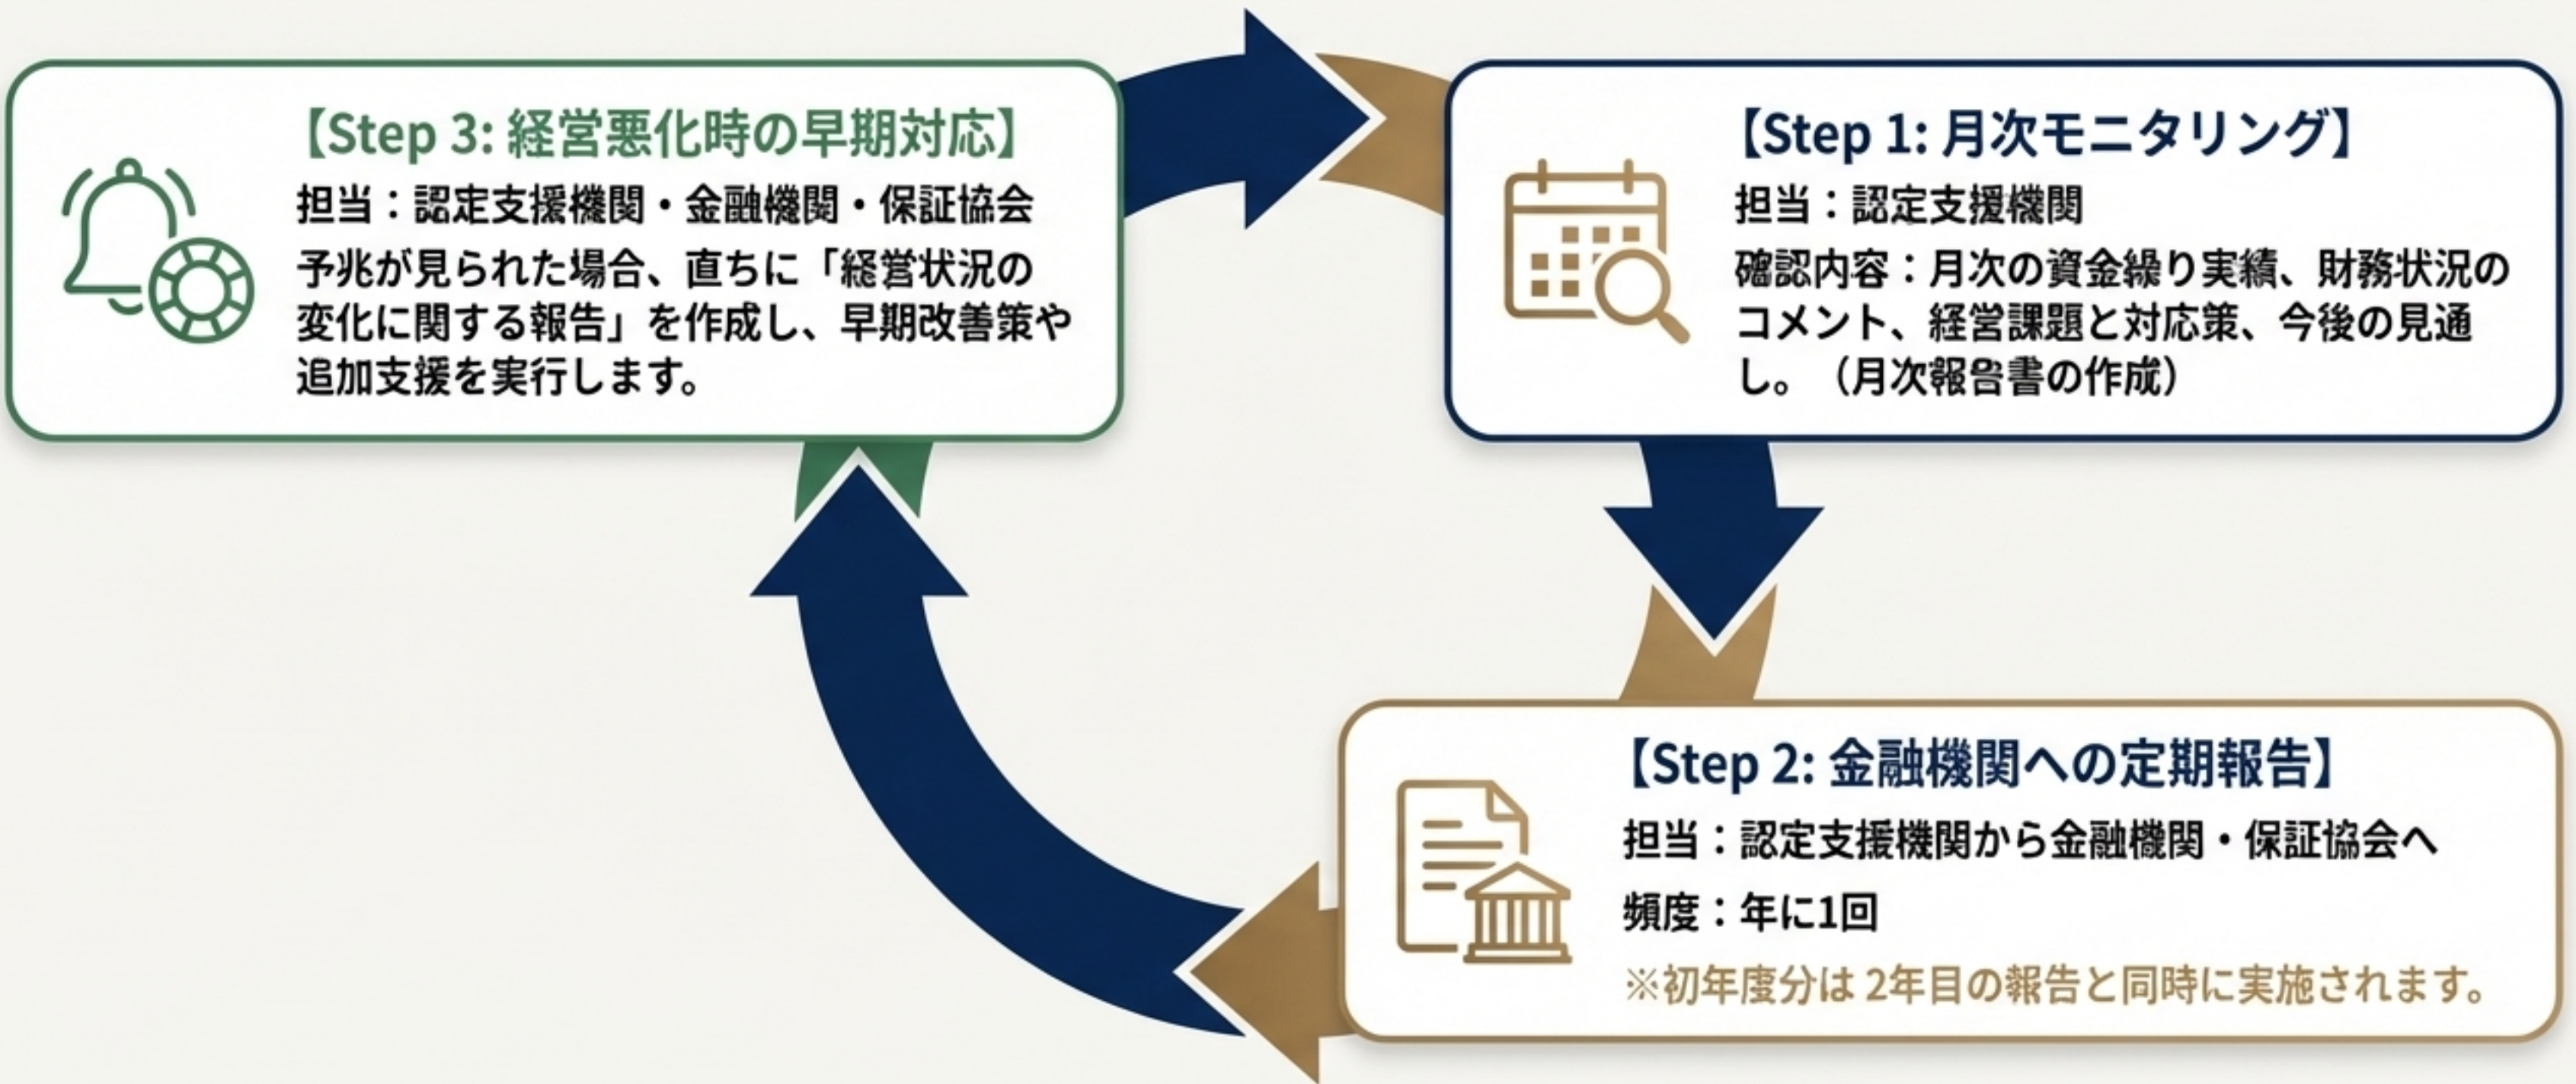 【Step 3: 経営悪化時の早期対応】
担当：認定支援機関・金融機関・保証協会
予兆が見られた場合、直ちに「経営状況の
変化に関する報告」を作成し、早期改善策や
追加支援を実行します。
【Step 1: 月次モニタリング】
担当：認定支援機関
確認内容：月次の資金繰り実績、財務状況の
コメント、経営課題と対応策、今後の見通
し。（月次報告書の作成）
【Step 2: 金融機関への定期報告】
担当：認定支援機関から金融機関・保証協会へ
頻度：年に1回
※初年度分は 2年目の報告と同時に実施されます。